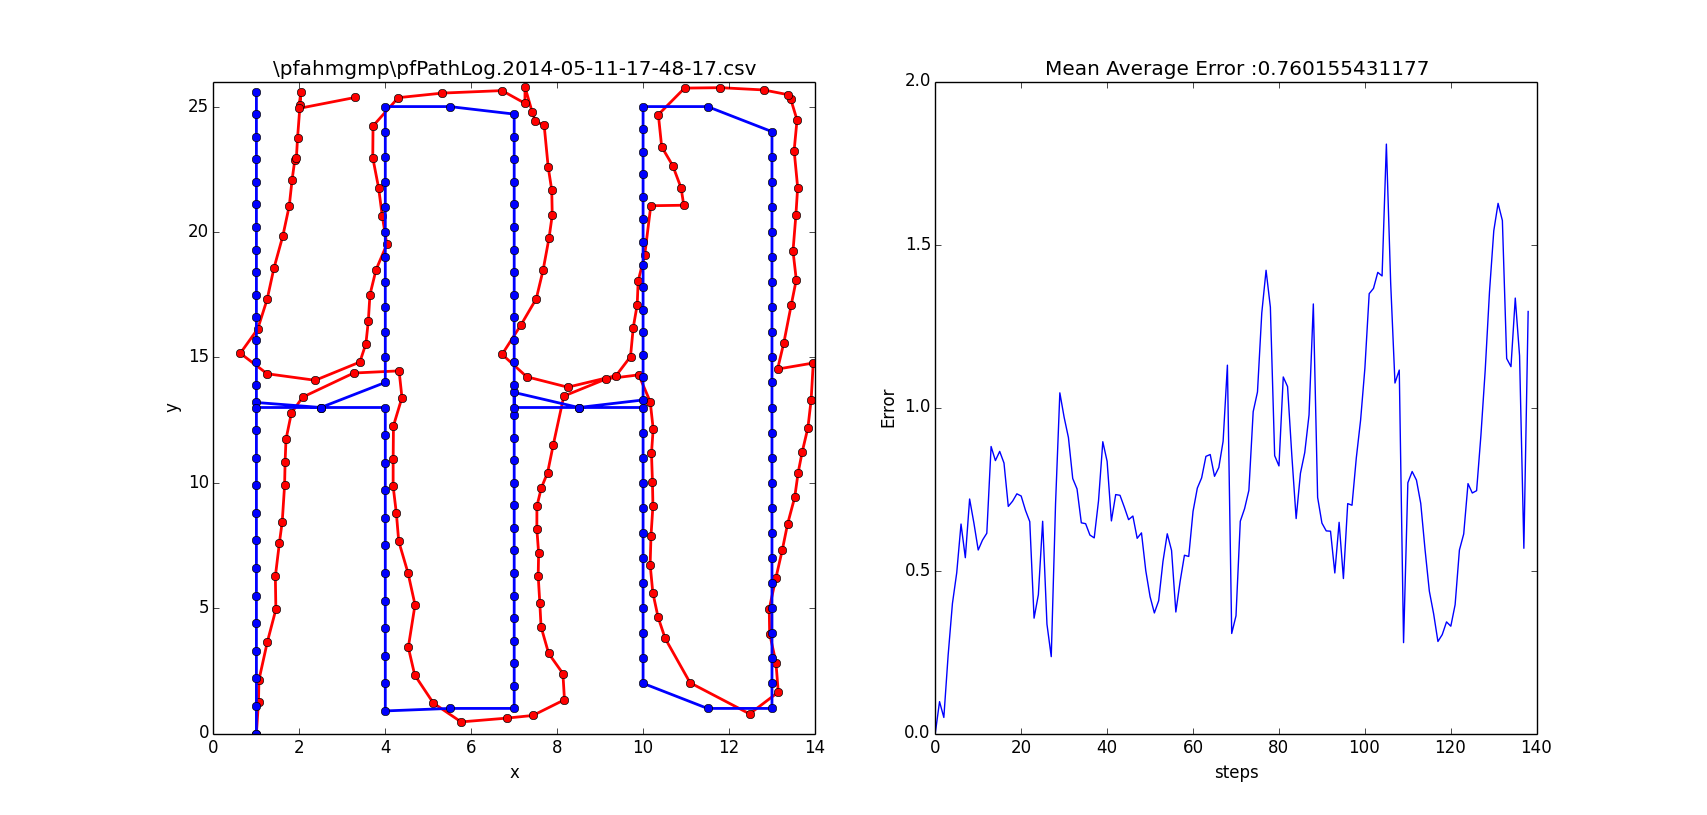 \pfahmgmp\pfPathLog.2014-05-11-17-48-17.csv
25
20
15
10
5
0
y
0 2 4 6 8 10 12 14
x
Mean Average Error :0.760155431177
2.0
1.5
1.0
0.5
0.0
Error
0 20 40 60 80 100 120 140
steps